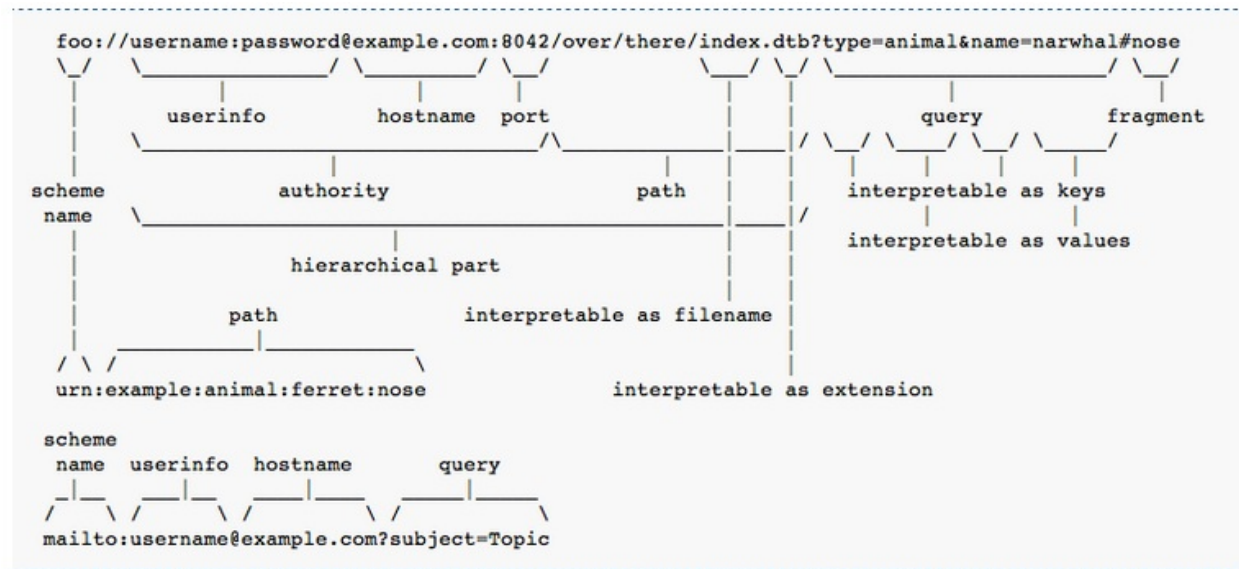 foo://username:password@example.com:8042/over/there/index.dtb?type=animal&name=narwhal#nose
userinfo hostname port query fragment
scheme authority path interpretable as keys
name
interpretable as values
hierarchical part
path interpretable as filename
urn:example:animal:ferret:nose interpretable as extension
scheme
name userinfo hostname query
mailto:username@example.com?subject=Topic